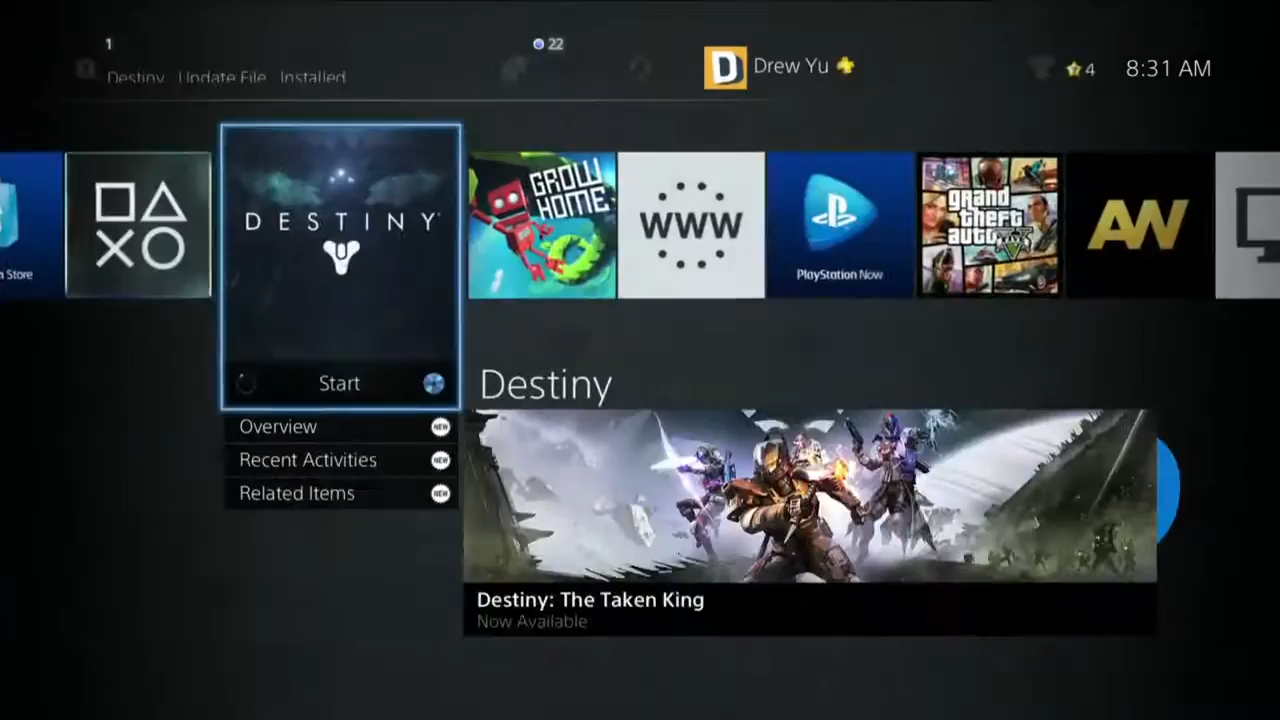 1
22
Destiny Update File Installed
D
Drew Yu
4
8:31 AM
Store
DESTINY
GROW
HOME
WWW
PlayStation Now
grand
theft
auto
V
AW
Start
Destiny
Overview
NEW
Recent Activities
NEW
Related Items
NEW
Destiny: The Taken King
Now Available